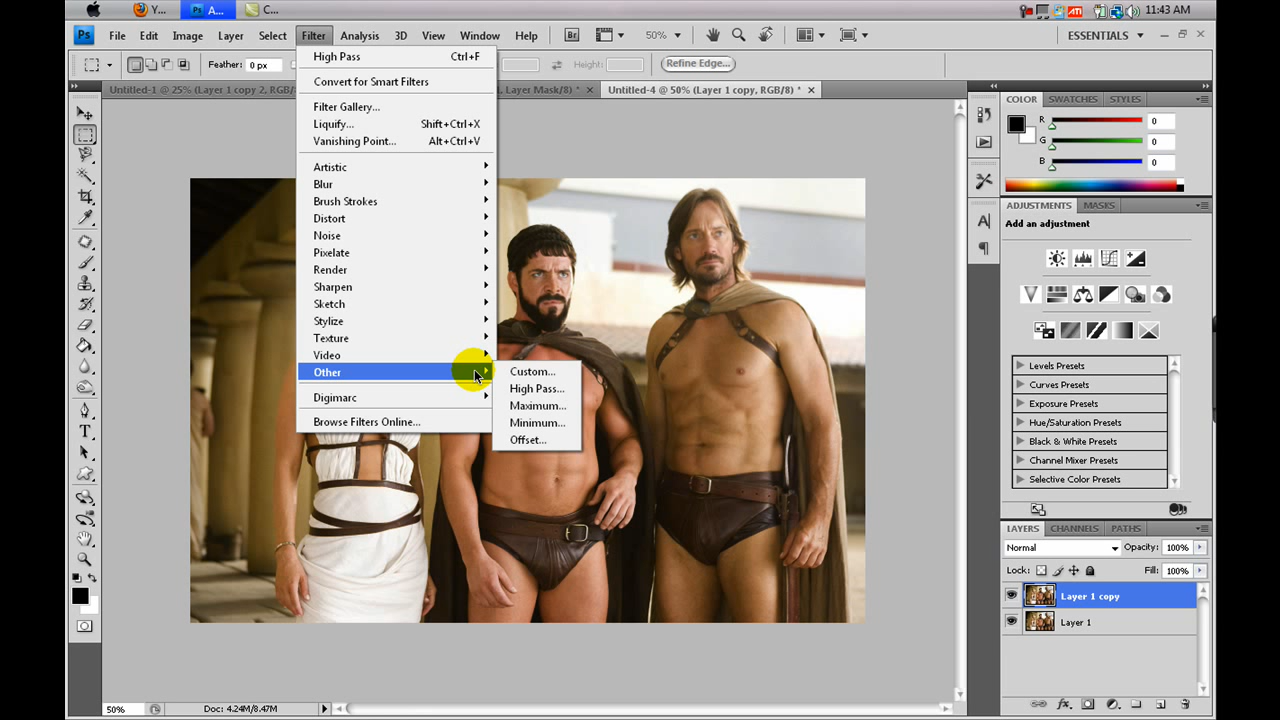 Y... A... C... ATI 11:43 AM
Ps File Edit Image Layer Select Filter Analysis 3D View Window Help Br 50% ESSENTIALS
Feather: 0 px Width: Height: Refine Edge...
Untitled-1 @ 25% (Layer 1 copy 2, RGB/ , Layer Mask/8) * Untitled-4 @ 50% (Layer 1 copy, RGB/8) *
High Pass Ctrl+F
Convert for Smart Filters
Filter Gallery...
Liquify... Shift+Ctrl+X
Vanishing Point... Alt+Ctrl+V
Artistic
Blur
Brush Strokes
Distort
Noise
Pixelate
Render
Sharpen
Sketch
Stylize
Texture
Video
Other
Digimarc
Browse Filters Online...
Custom...
High Pass...
Maximum...
Minimum...
Offset...
COLOR SWATCHES STYLES
R 0
G 0
B 0
ADJUSTMENTS MASKS
Add an adjustment
Levels Presets
Curves Presets
Exposure Presets
Hue/Saturation Presets
Black & White Presets
Channel Mixer Presets
Selective Color Presets
LAYERS CHANNELS PATHS
Normal Opacity: 100%
Lock: Fill: 100%
Layer 1 copy
Layer 1
50% Doc: 4.24M/8.47M